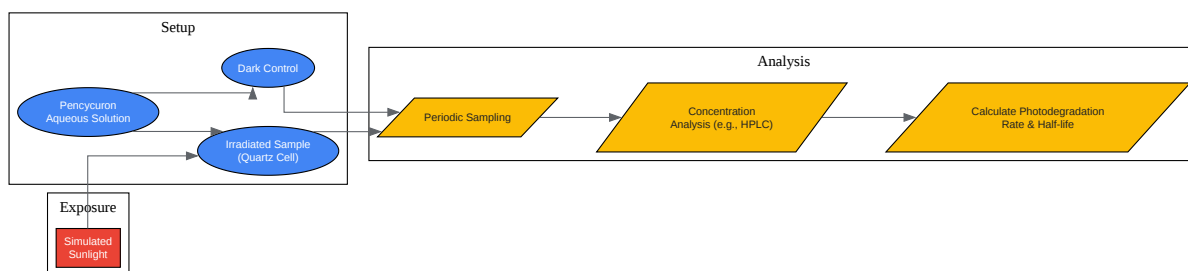 Setup
Dark Control
Pencycuron
Aqueous Solution
Irradiated Sample
(Quartz Cell)
Exposure
Simulated
Sunlight
Analysis
Periodic Sampling
Concentration
Analysis (e.g., HPLC)
Calculate Photodegradation
Rate & Half-life